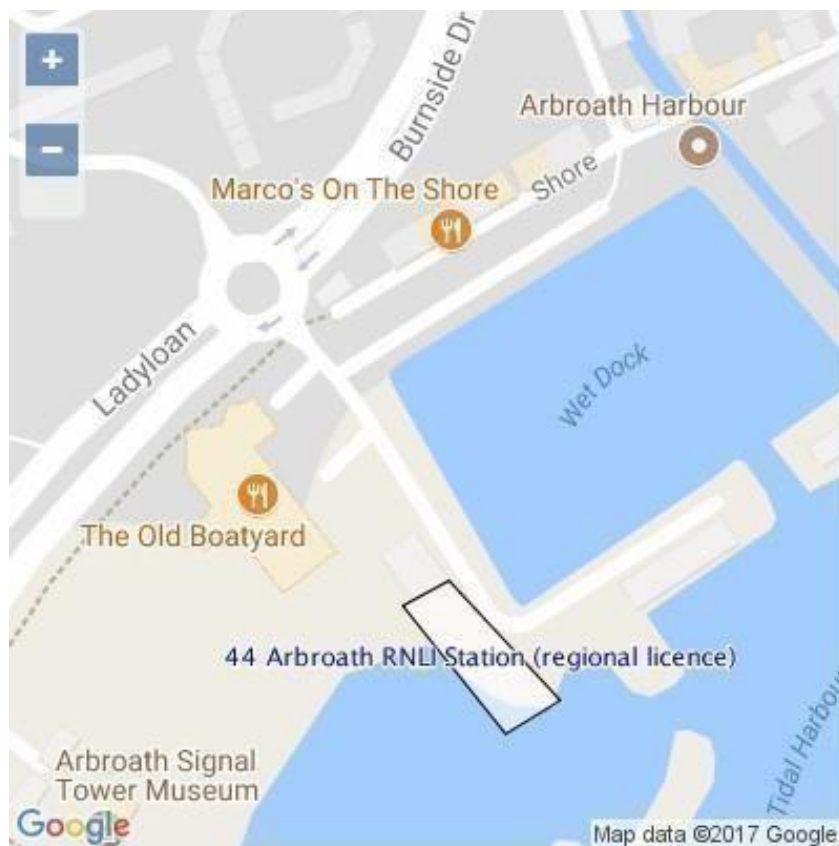 +
Burnside Dr
Arbroath Harbour
−
Marco's On The Shore
Shore
Ladyloan
Wet Dock
The Old Boatyard
44 Arbroath RNLI Station (regional licence)
Arbroath Signal
Tower Museum
Tidal Harbour
Google
Map data ©2017 Google